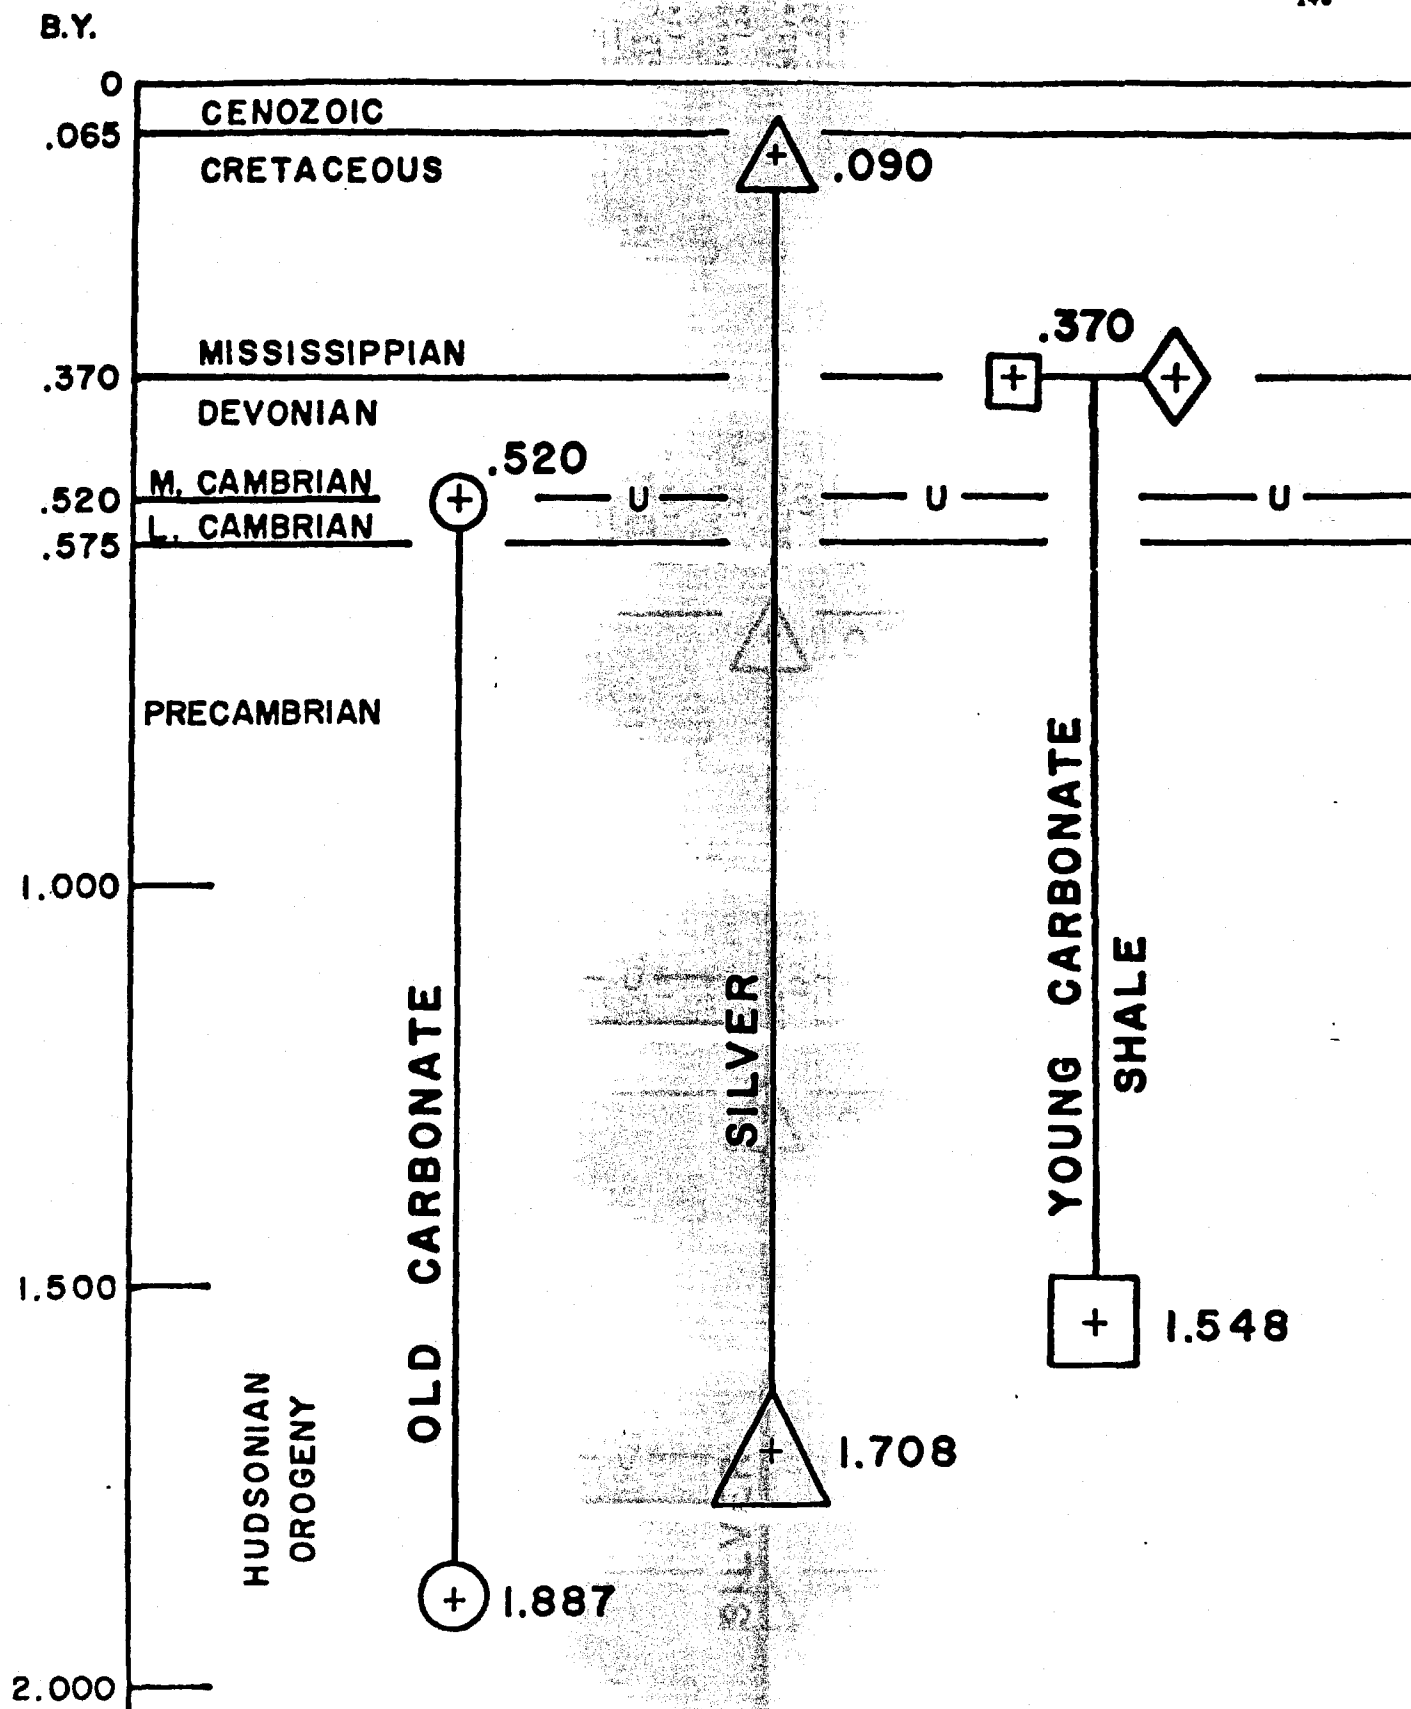 B.Y.
0
CENOZOIC
.065
CRETACEOUS
.090
MISSISSIPPIAN
.370
.370
DEVONIAN
M. CAMBRIAN
.520
.520
U
U
U
L. CAMBRIAN
.575
PRECAMBRIAN
1.000
OLD CARBONATE
SILVER
YOUNG CARBONATE
SHALE
1.500
1.548
HUDSONIAN
OROGENY
1.708
1.887
2.000